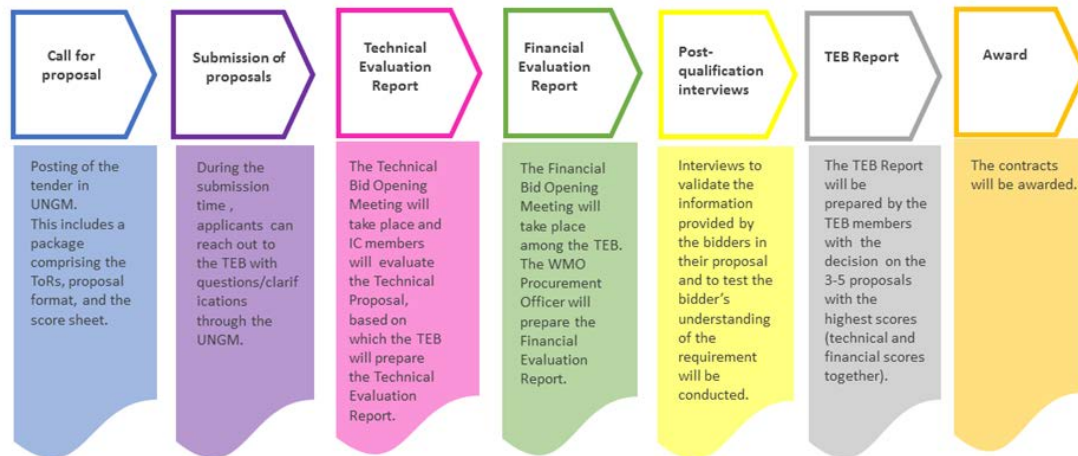 Call for
proposal
Submission of
proposals
Technical
Evaluation
Report
Financial
Evaluation
Report
Post-
qualification
interviews
TEB Report
Award
Posting of the
tender in
UNGM.
This includes a
package
comprising the
ToRs, proposal
format, and the
score sheet.
During the
submission
time ,
applicants can
reach out to
the TEB with
questions/clarif
ications
through the
UNGM.
The Technical
Bid Opening
Meeting will
take place and
IC members
will evaluate
the Technical
Proposal,
based on
which the TEB
will prepare
the Technical
Evaluation
Report.
The Financial
Bid Opening
Meeting will
take place
among the TEB.
The WMO
Procurement
Officer will
prepare the
Financial
Evaluation
Report.
Interviews to
validate the
information
provided by
the bidders in
their proposal
and to test the
bidder’s
understanding
of the
requirement
will be
conducted.
The TEB Report
will be
prepared by the
TEB members
with the
decision on the
3-5 proposals
with the
highest scores
(technical and
financial scores
together).
The contracts
will be awarded.